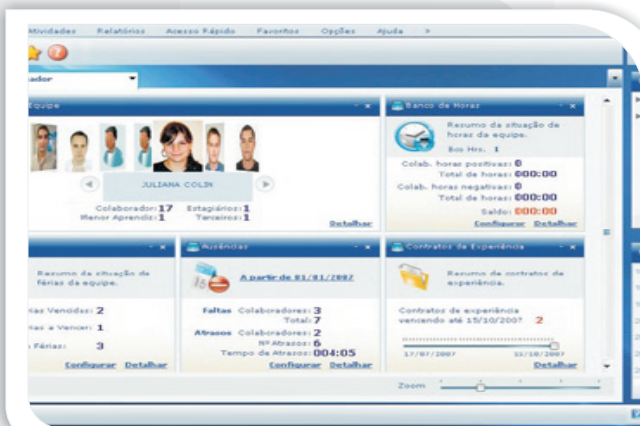 Atividades Relatórios Acesso Rápido Favoritos Opções Ajuda >
ador
Equipe
JULIANA COLIN
Colaborador: 17 Estagiários: 1
Menor Aprendiz: 1 Terceiros: 1
Detalhar
Banco de Horas
Resumo da situação de
horas da equipe.
Bco Hrs. 1
Colab. horas positivas: 0
Total de horas: 000:00
Colab. horas negativas: 0
Total de horas: 000:00
Saldo: 000:00
Configurar Detalhar
Resumo da situação de
férias da equipe.
rias Vencidas: 2
rias a Vencer: 1
Férias: 3
Configurar Detalhar
Ausências
15
A partir de 01/01/2007
Faltas Colaboradores: 3
Total: 7
Atrasos Colaboradores: 2
Nº Atrasos: 6
Tempo de Atrasos: 004:05
Configurar Detalhar
Contratos de Experiência
Resumo de contratos de
experiência.
Contratos de experiência
vencendo até 15/10/2007 2
17/07/2007 15/10/2007
Detalhar
Zoom